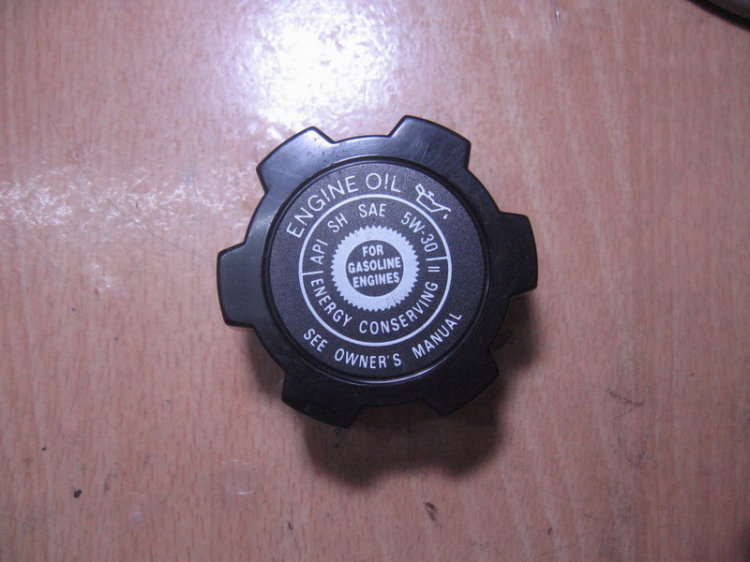 ENGINE OIL
API SH SAE 5W-30
ENERGY CONSERVING II
FOR
GASOLINE
ENGINES
SEE OWNER'S MANUAL